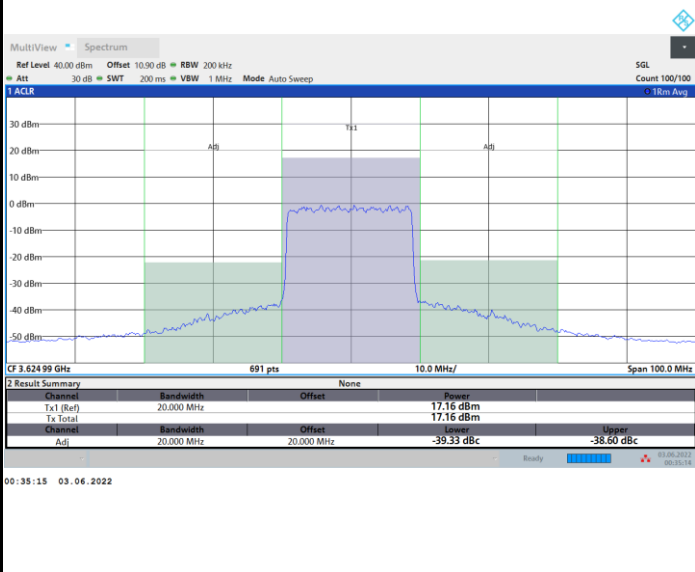 MultiView Spectrum
Ref Level 40.00 dBm Offset 10.90 dB RBW 200 kHz SGL
Att 30 dB SWT 200 ms VBW 1 MHz Mode Auto Sweep Count 100/100
1 ACLR 1Rm Avg
30 dBm
Tx1
20 dBm
Adj Adj
10 dBm
0 dBm
-10 dBm
-20 dBm
-30 dBm
-40 dBm
-50 dBm
CF 3.624 99 GHz 691 pts 10.0 MHz/ Span 100.0 MHz
2 Result Summary None
Channel Bandwidth Offset Power
Tx1 (Ref) 20.000 MHz 17.16 dBm
Tx Total 17.16 dBm
Channel Bandwidth Offset Lower Upper
Adj 20.000 MHz 20.000 MHz -39.33 dBc -38.60 dBc
Ready 03.06.2022
00:35:14
00:35:15 03.06.2022